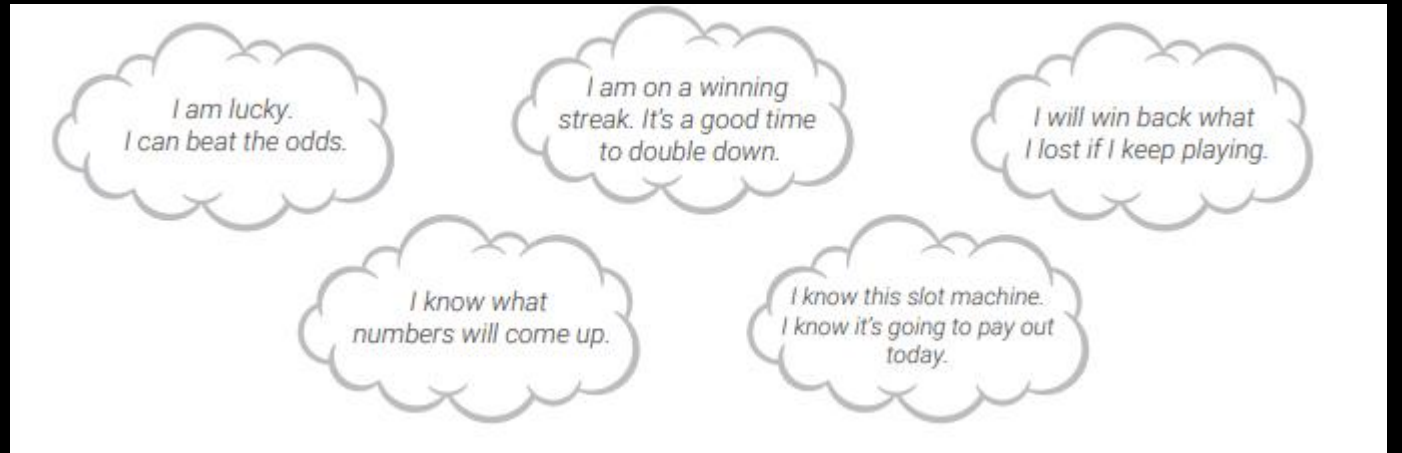 I am lucky.
I can beat the odds.
I am on a winning
streak. It's a good time
to double down.
I will win back what
I lost if I keep playing.
I know what
numbers will come up.
I know this slot machine.
I know it's going to pay out
today.